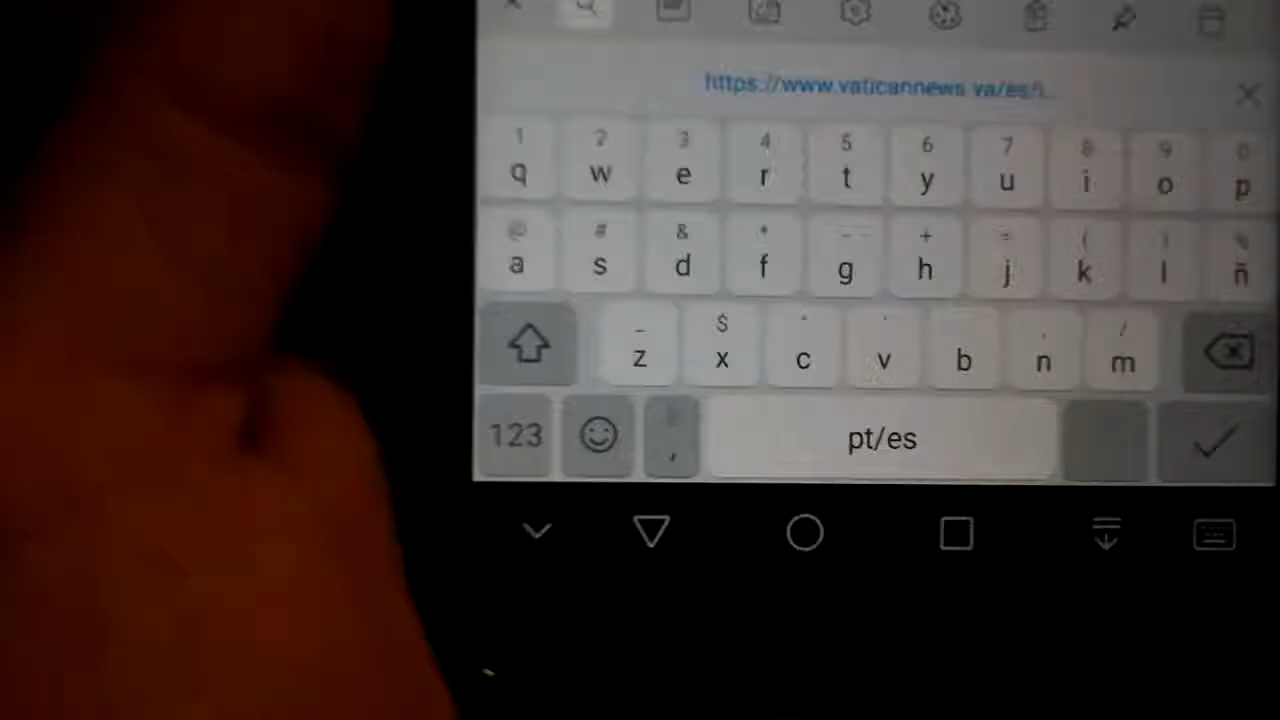 https://www.vaticannews.va/es/i...
1 2 3 4 5 6 7 8 9 0
q w e r t y u i o p
@ # & * - + = ( ) %
a s d f g h j k l ñ
_ $ " ' , /
z x c v b n m
123 , pt/es